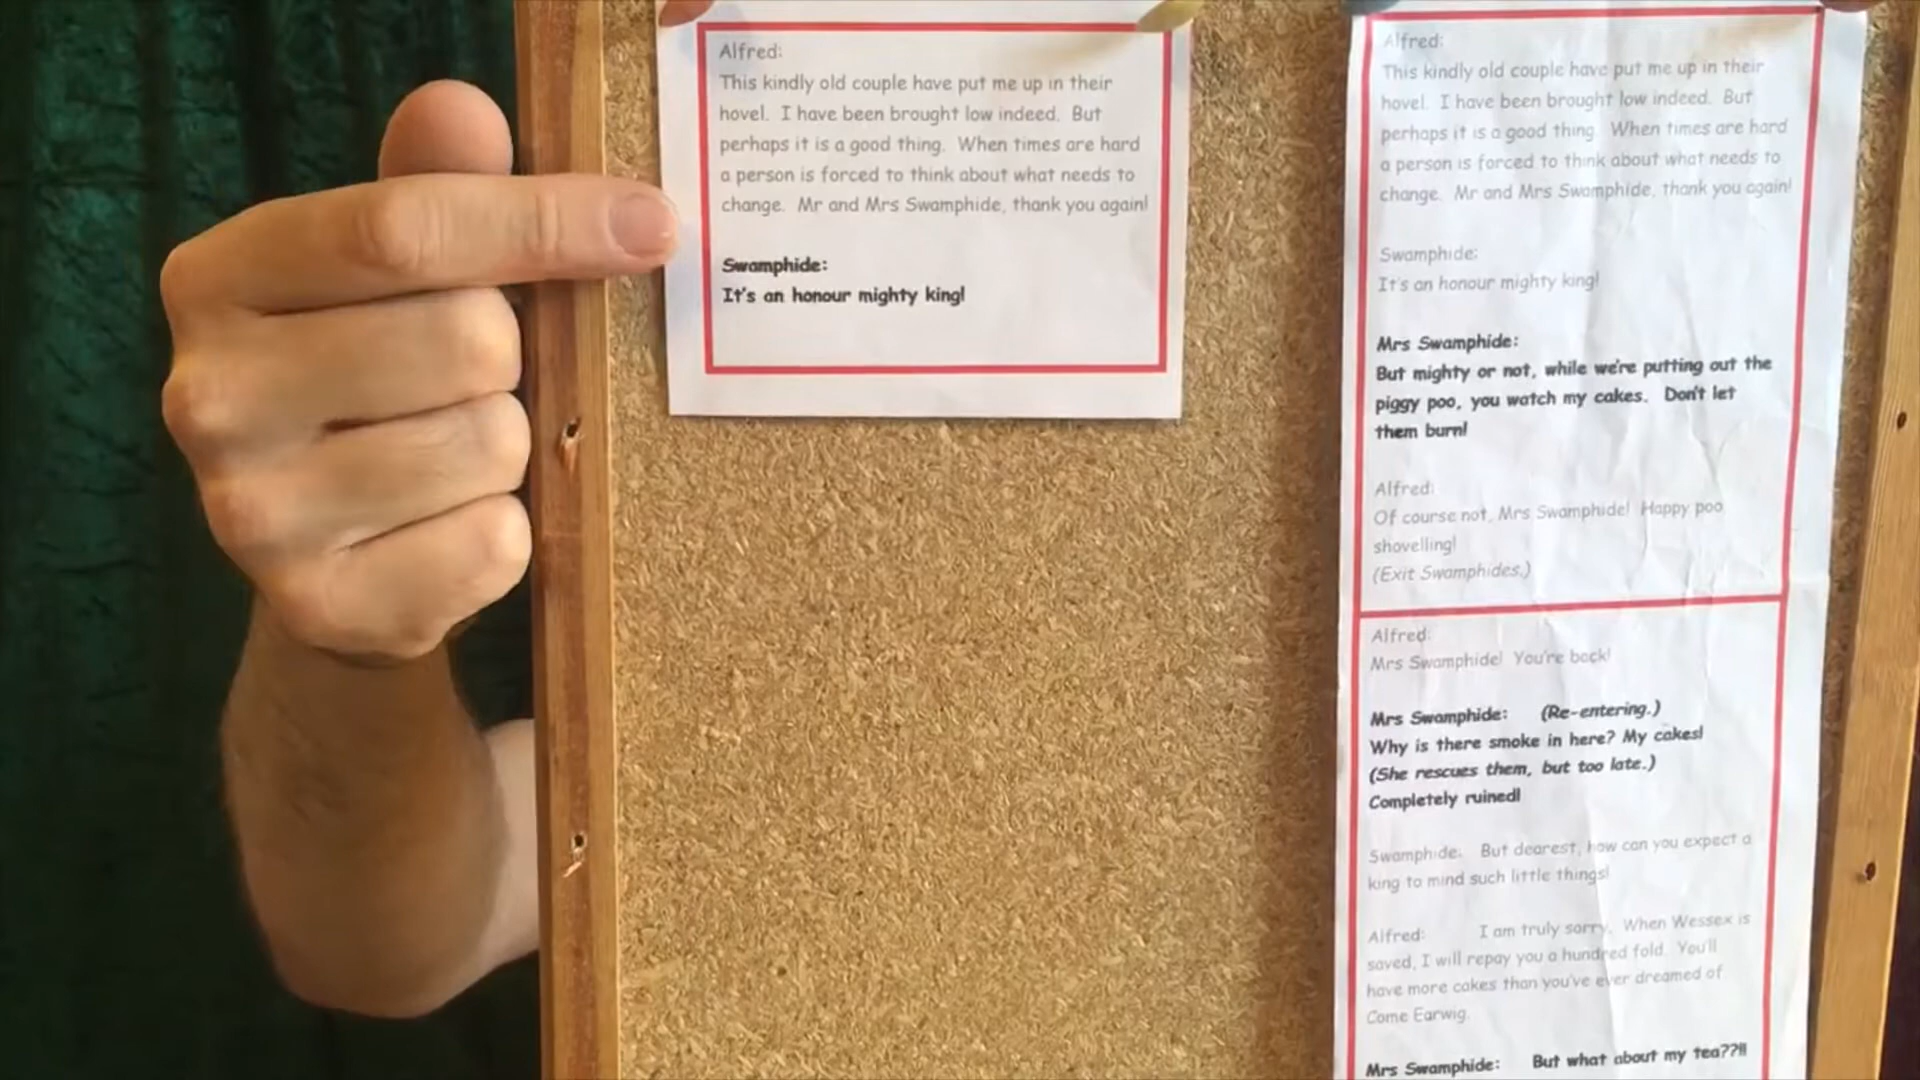 Alfred:
This kindly old couple have put me up in their
hovel. I have been brought low indeed. But
perhaps it is a good thing. When times are hard
a person is forced to think about what needs to
change. Mr and Mrs Swamphide, thank you again!
Swamphide:
It's an honour mighty king!
Alfred:
This kindly old couple have put me up in their
hovel. I have been brought low indeed. But
perhaps it is a good thing. When times are hard
a person is forced to think about what needs to
change. Mr and Mrs Swamphide, thank you again!
Swamphide:
It's an honour mighty king!
Mrs Swamphide:
But mighty or not, while we're putting out the
piggy poo, you watch my cakes. Don't let
them burn!
Alfred:
Of course not, Mrs Swamphide! Happy poo
shovelling!
(Exit Swamphides.)
Alfred:
Mrs Swamphide! You're back!
Mrs Swamphide: (Re-entering.)
Why is there smoke in here? My cakes!
(She rescues them, but too late.)
Completely ruined!
Swamphide: But dearest, how can you expect a
king to mind such little things!
Alfred: I am truly sorry. When Wessex is
saved, I will repay you a hundred fold. You'll
have more cakes than you've ever dreamed of
Come Earwig.
Mrs Swamphide: But what about my tea??!!